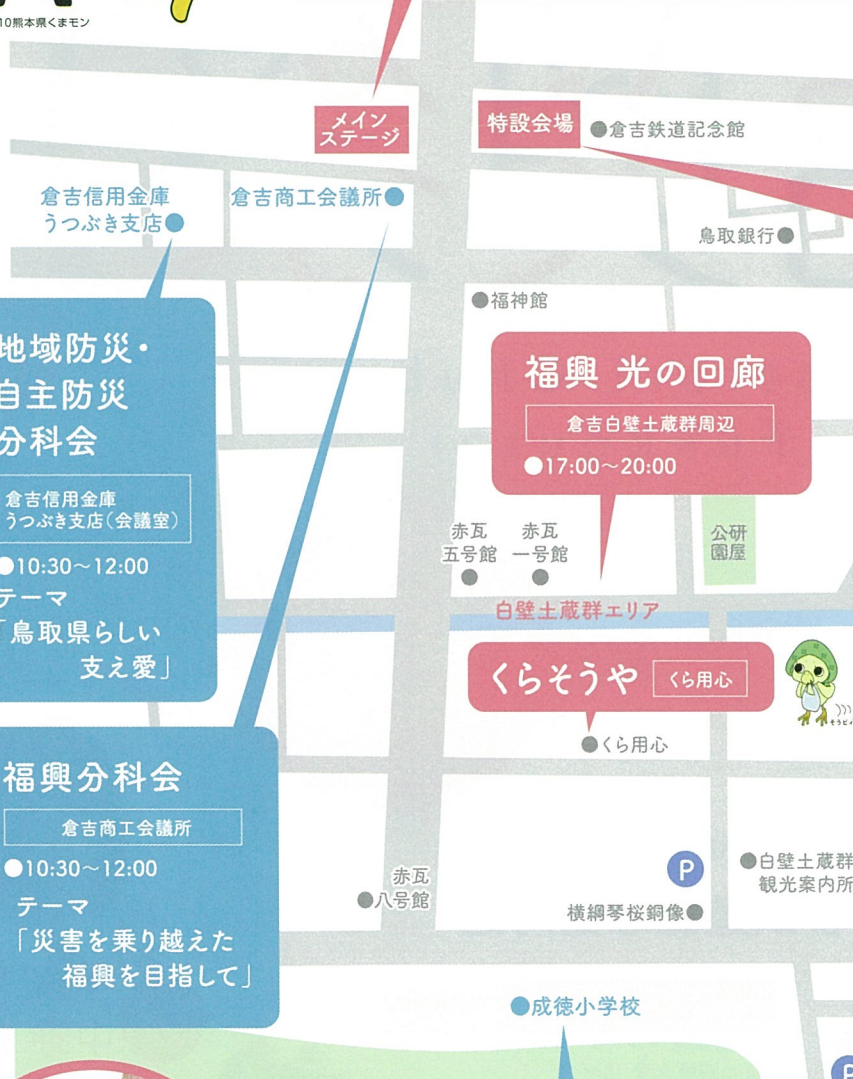 10熊本県くまモン
メイン
ステージ
特設会場
●倉吉鉄道記念館
倉吉信用金庫
うつぶき支店●
倉吉商工会議所●
鳥取銀行●
●福神館
地域防災・
自主防災
分科会
倉吉信用金庫
うつぶき支店(会議室)
●10:30～12:00
テーマ
「鳥取県らしい
支え愛」
福興 光の回廊
倉吉白壁土蔵群周辺
●17:00～20:00
赤瓦
五号館
赤瓦
一号館
公研
園屋
白壁土蔵群エリア
くらそうや
くら用心
●くら用心
福興分科会
倉吉商工会議所
●10:30～12:00
テーマ
「災害を乗り越えた
福興を目指して」
赤瓦
●八号館
P
横綱琴桜銅像●
●白壁土蔵群
観光案内所
●成徳小学校
P